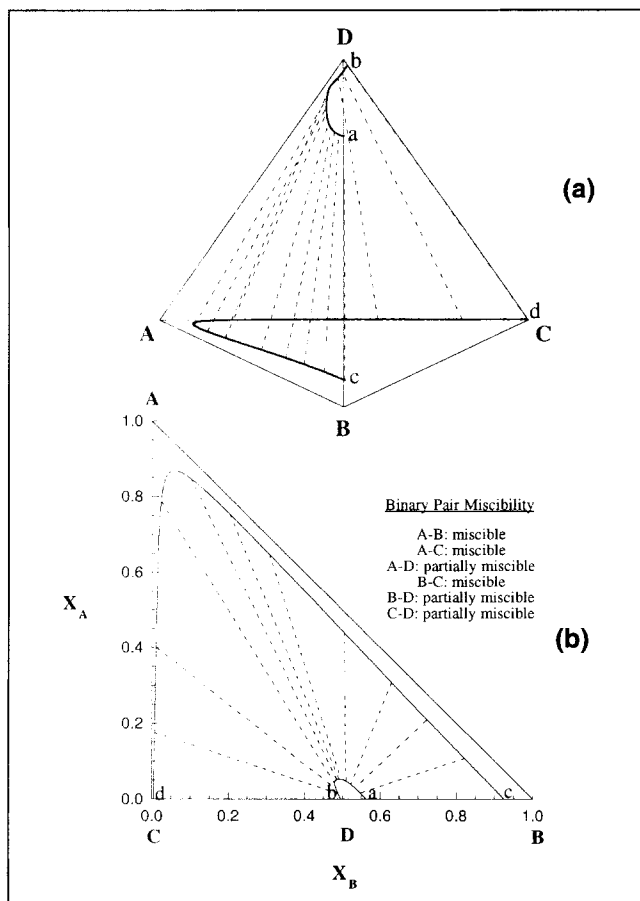 D
b
a
(a)
A
d
C
c
B
A
1.0
0.8
0.6
X_A
0.4
0.2
0.0
Binary Pair Miscibility
A-B: miscible
A-C: miscible
A-D: partially miscible
B-C: miscible
B-D: partially miscible
C-D: partially miscible
(b)
d
b
a
c
0.0 0.2 0.4 0.6 0.8 1.0
C D B
X_B